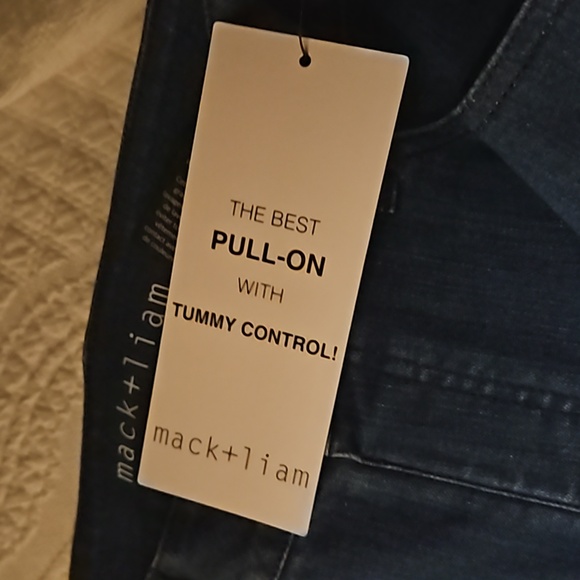 THE BEST
PULL-ON
WITH
TUMMY CONTROL!
mack+liam
mack+liam